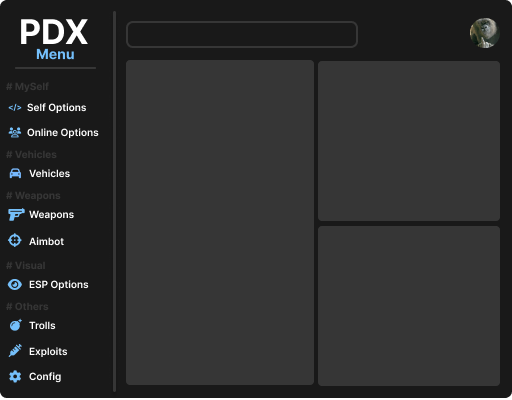 PDX
Menu
# MySelf
</> Self Options
Online Options
# Vehicles
Vehicles
# Weapons
Weapons
Aimbot
# Visual
ESP Options
# Others
Trolls
Exploits
Config